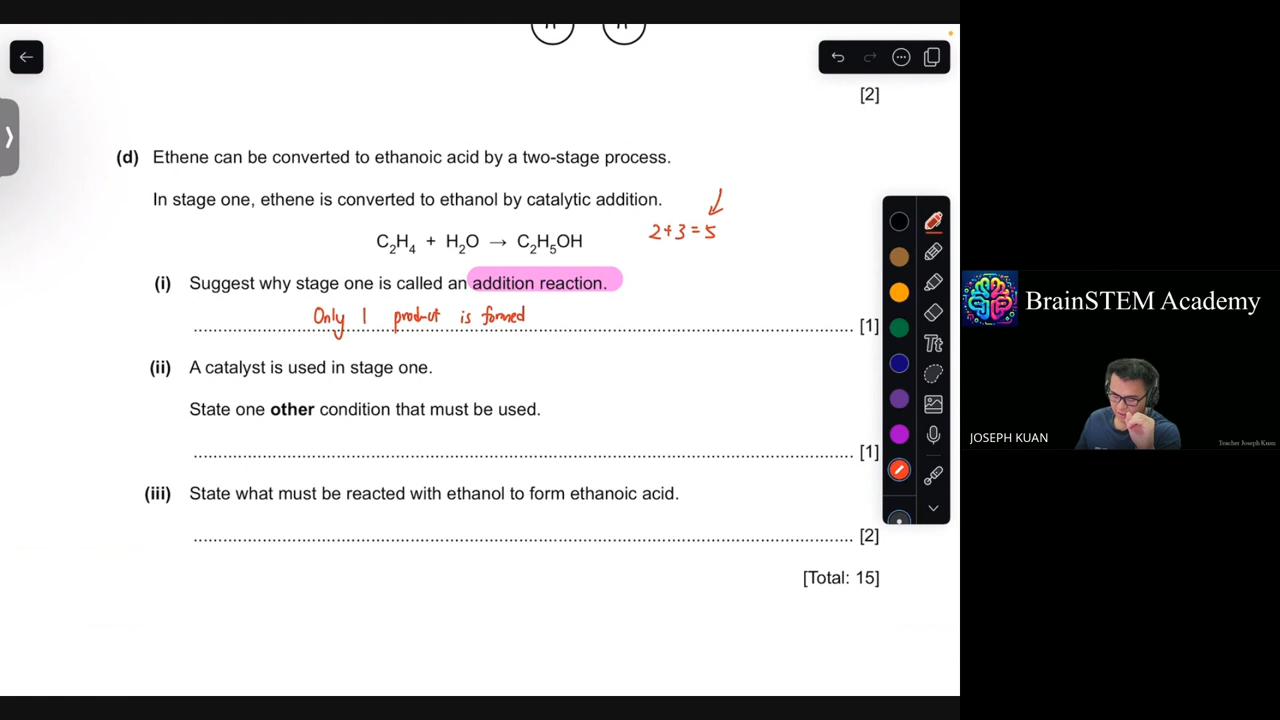 [2]
(d) Ethene can be converted to ethanoic acid by a two-stage process.
In stage one, ethene is converted to ethanol by catalytic addition.
2+3=5
C₂H₄ + H₂O → C₂H₅OH
(i) Suggest why stage one is called an addition reaction.
Only 1 product is formed
[1]
(ii) A catalyst is used in stage one.
State one other condition that must be used.
[1]
(iii) State what must be reacted with ethanol to form ethanoic acid.
[2]
[Total: 15]
Tt
BrainSTEM Academy
JOSEPH KUAN
Teacher Joseph Kuan